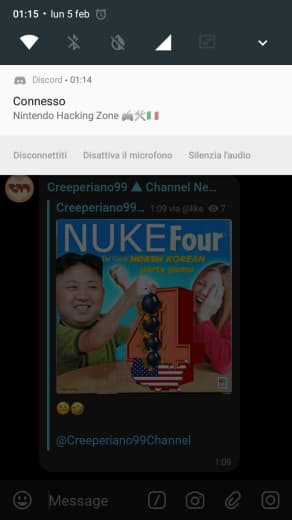 01:15 • lun 5 feb
Discord • 01:14
Connesso
Nintendo Hacking Zone 🎮🛠🇮🇹
Disconnettiti Disattiva il microfono Silenzia l'audio
Creeperiano99 ▲ Channel Ne...
Creeperiano99... 1:09 via @like 7
NUKE Four
The Classic NORTH KOREAN
party game
4
🤔🤣
@Creeperiano99Channel
1:09
Message